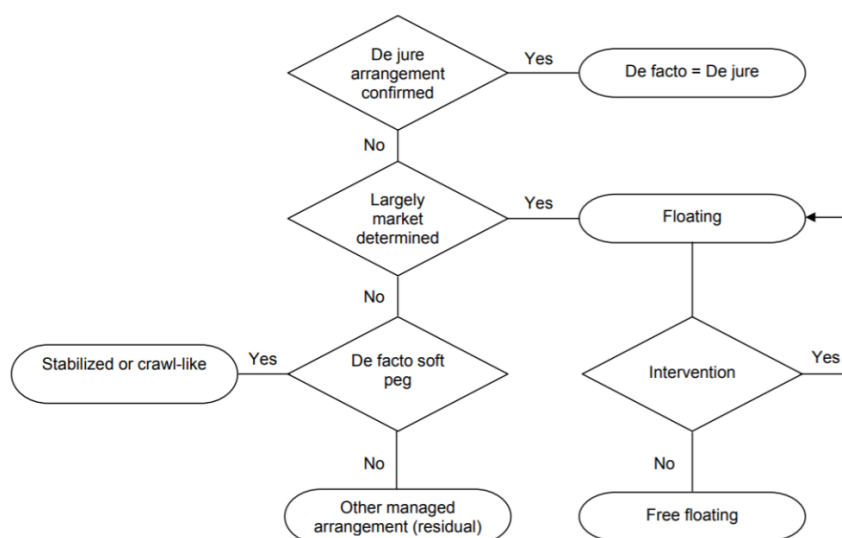 De jure
arrangement
confirmed
Yes
De facto = De jure
No
Largely
market
determined
Yes
Floating
No
Stabilized or crawl-like
Yes
De facto soft
peg
Intervention
Yes
No
No
Other managed
arrangement (residual)
Free floating